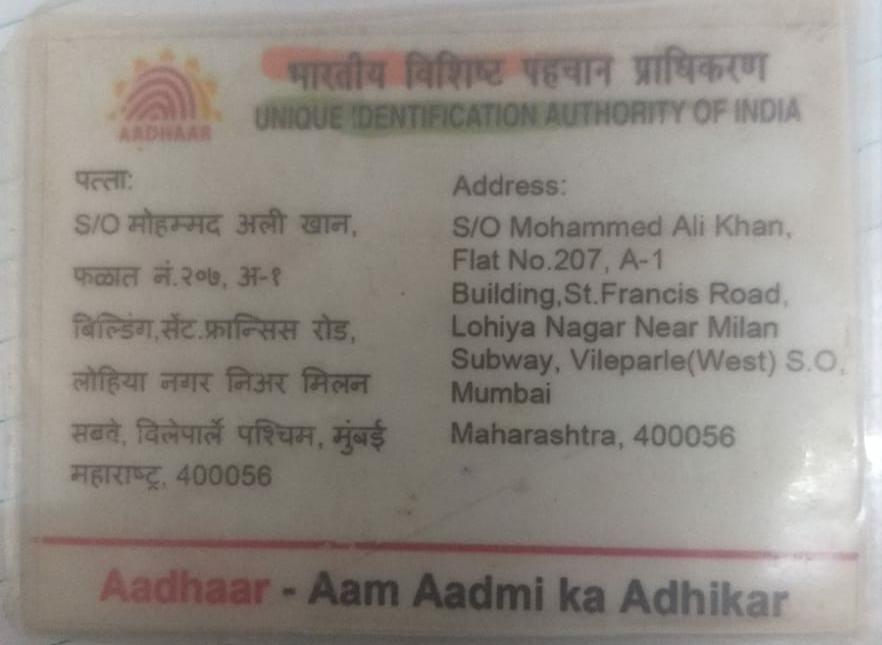 भारतीय विशिष्ट पहचान प्राधिकरण
UNIQUE IDENTIFICATION AUTHORITY OF INDIA
AADHAAR
पत्ता:
S/O मोहम्मद अली खान,
फळात नं.२०७, अ-१
बिल्डिंग,सेंट.फ्रान्सिस रोड,
लोहिया नगर निअर मिलन
सबवे, विलेपार्ले पश्चिम, मुंबई
महाराष्ट्र, 400056
Address:
S/O Mohammed Ali Khan,
Flat No.207, A-1
Building,St.Francis Road,
Lohiya Nagar Near Milan
Subway, Vileparle(West) S.O,
Mumbai
Maharashtra, 400056
Aadhaar - Aam Aadmi ka Adhikar